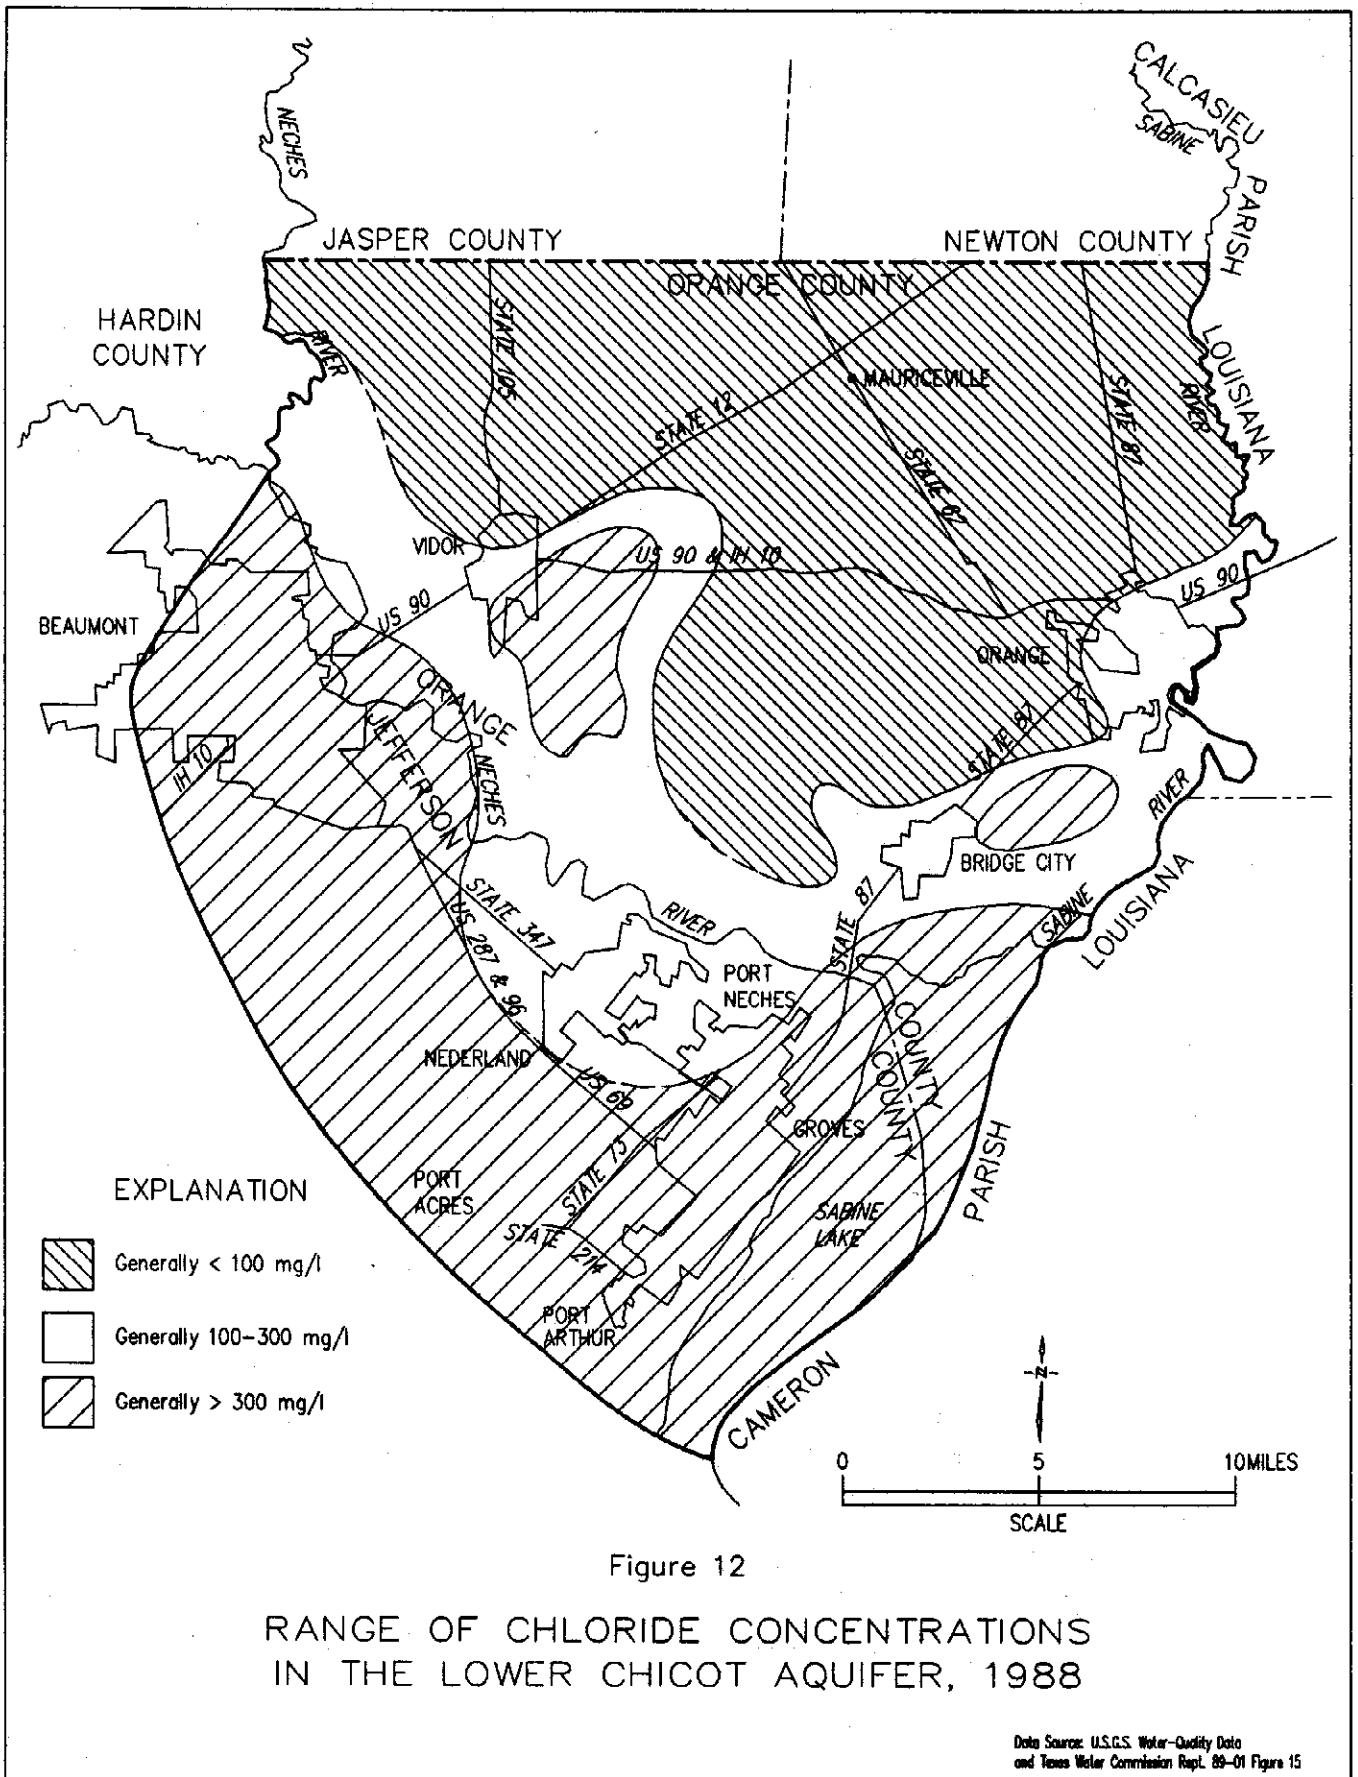 CALCASIEU
SABINE
PARISH
NECHES
JASPER COUNTY
NEWTON COUNTY
ORANGE COUNTY
HARDIN
COUNTY
RIVER
STATE 105
LOUISIANA
MAURICEVILLE
STATE 87
RIVER
STATE 12
STATE 62
VIDOR
US 90 & IH 10
US 90
BEAUMONT
US 90
ORANGE
ORANGE
JEFFERSON
NECHES
STATE 87
IH 10
RIVER
BRIDGE CITY
STATE 347
US 287 & 96
RIVER
STATE 87
SABINE
LOUISIANA
PORT
NECHES
COUNTY
COUNTY
NEDERLAND
US 69
GROVES
STATE 73
PORT
ACRES
PARISH
SABINE
LAKE
STATE 214
PORT
ARTHUR
CAMERON
EXPLANATION
Generally < 100 mg/l
Generally 100-300 mg/l
Generally > 300 mg/l
N
0 5 10 MILES
SCALE
Figure 12
RANGE OF CHLORIDE CONCENTRATIONS
IN THE LOWER CHICOT AQUIFER, 1988
Data Source: U.S.G.S. Water-Quality Data
and Texas Water Commission Rept. 89-01 Figure 15